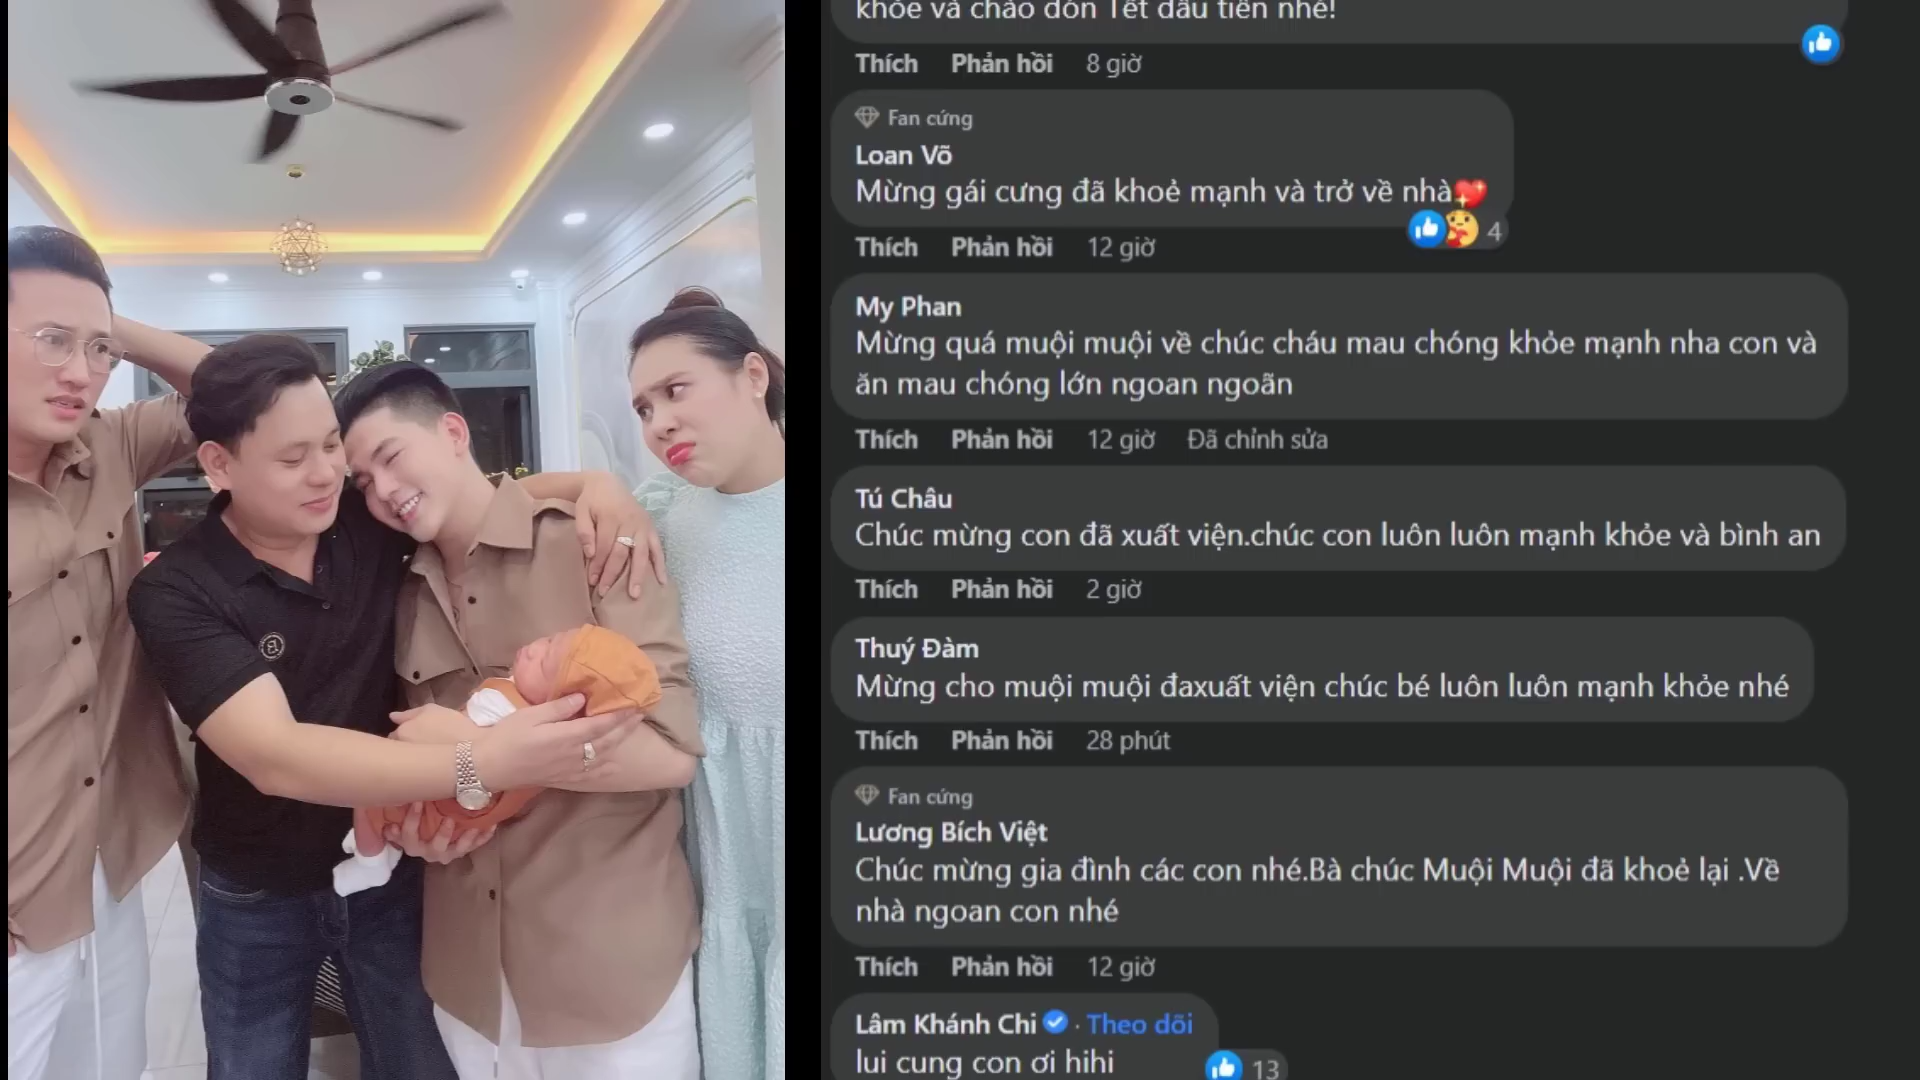 khỏe và chào đón Tết đầu tiên nhé!
Thích Phản hồi 8 giờ
Fan cứng
Loan Võ
Mừng gái cưng đã khoẻ mạnh và trở về nhà
4
Thích Phản hồi 12 giờ
My Phan
Mừng quá muội muội về chúc cháu mau chóng khỏe mạnh nha con và
ăn mau chóng lớn ngoan ngoãn
Thích Phản hồi 12 giờ Đã chỉnh sửa
Tú Châu
Chúc mừng con đã xuất viện.chúc con luôn luôn mạnh khỏe và bình an
Thích Phản hồi 2 giờ
Thuý Đàm
Mừng cho muội muội đaxuất viện chúc bé luôn luôn mạnh khỏe nhé
Thích Phản hồi 28 phút
Fan cứng
Lương Bích Việt
Chúc mừng gia đình các con nhé.Bà chúc Muội Muội đã khoẻ lại .Về
nhà ngoan con nhé
Thích Phản hồi 12 giờ
Lâm Khánh Chi · Theo dõi
lui cung con ơi hihi
13